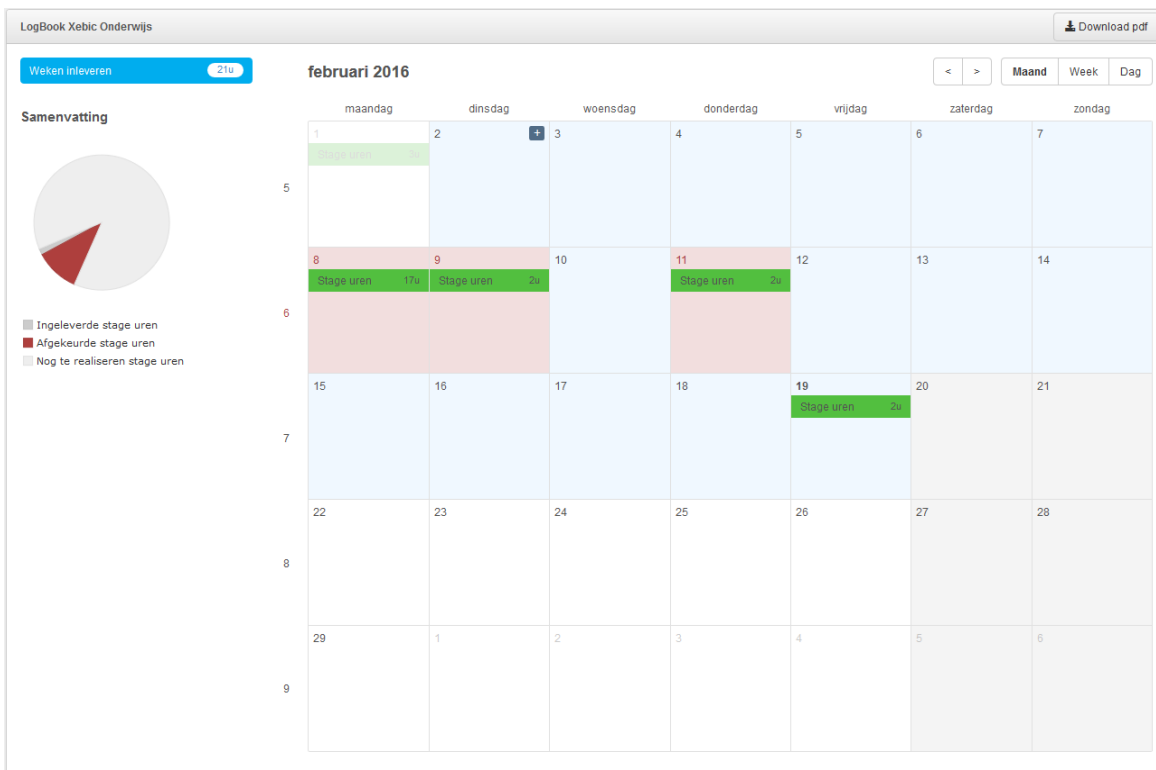 LogBook Xebic Onderwijs
Download pdf
Weken inleveren 21u
februari 2016
< > Maand Week Dag
Samenvatting
maandag dinsdag woensdag donderdag vrijdag zaterdag zondag
1 2 + 3 4 5 6 7
Stage uren 3u
5
8 9 10 11 12 13 14
Stage uren 17u Stage uren 2u Stage uren 2u
6
Ingeleverde stage uren
Afgekeurde stage uren
Nog te realiseren stage uren
15 16 17 18 19 20 21
Stage uren 2u
7
22 23 24 25 26 27 28
8
29 1 2 3 4 5 6
9